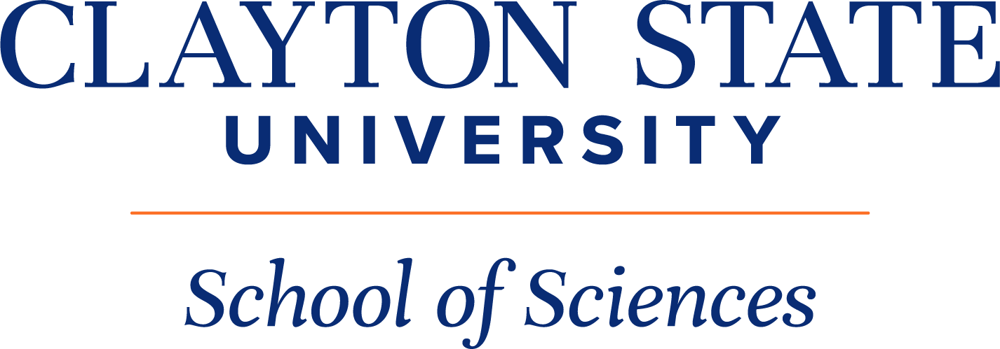 CLAYTON STATE
UNIVERSITY
School of Sciences